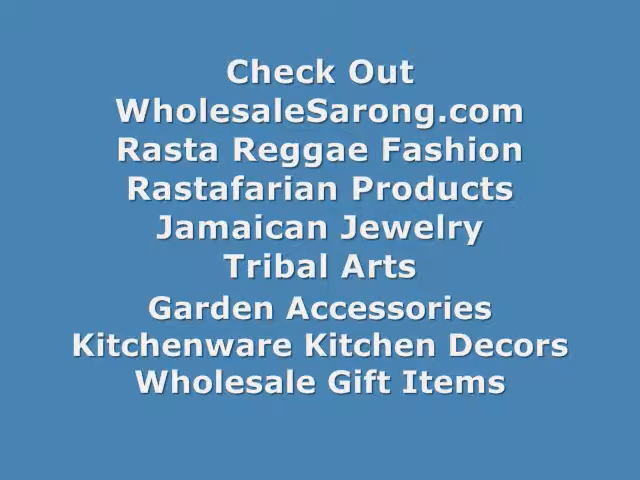 Check Out
WholesaleSarong.com
Rasta Reggae Fashion
Rastafarian Products
Jamaican Jewelry
Tribal Arts
Garden Accessories
Kitchenware Kitchen Decors
Wholesale Gift Items